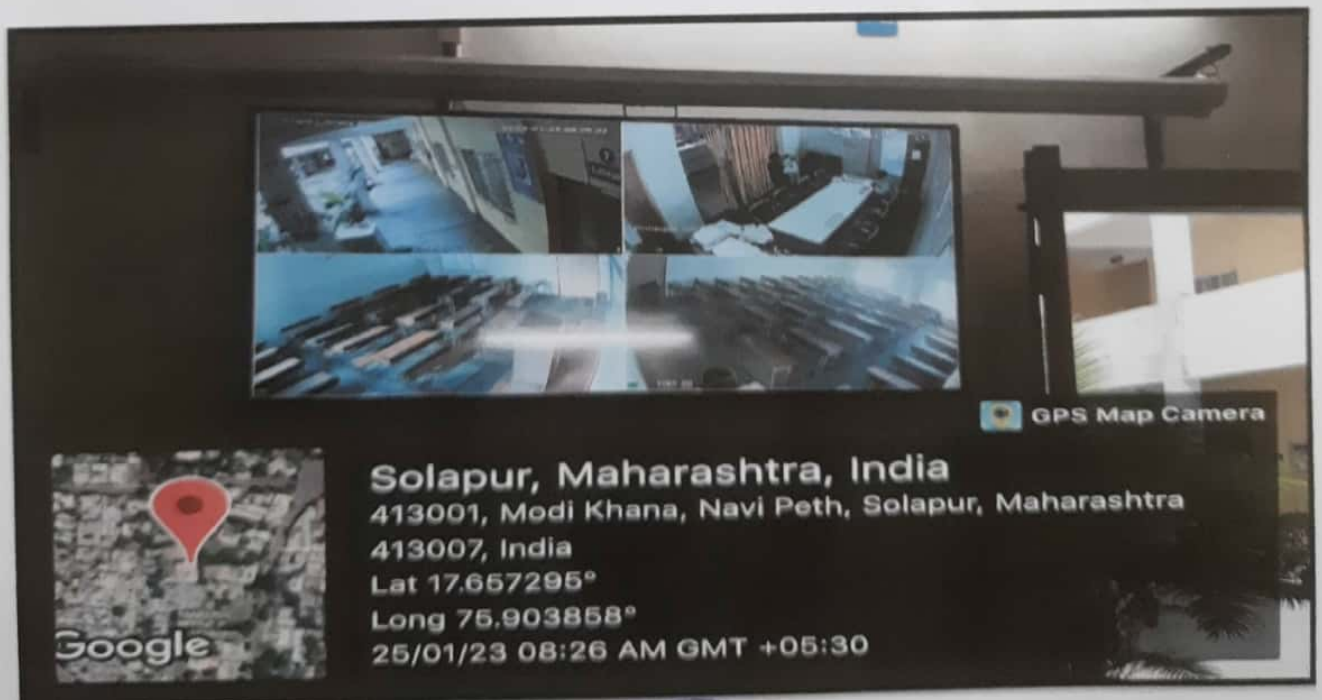 GPS Map Camera
Solapur, Maharashtra, India
413001, Modi Khana, Navi Peth, Solapur, Maharashtra
413007, India
Lat 17.657295°
Long 75.903858°
25/01/23 08:26 AM GMT +05:30
Google